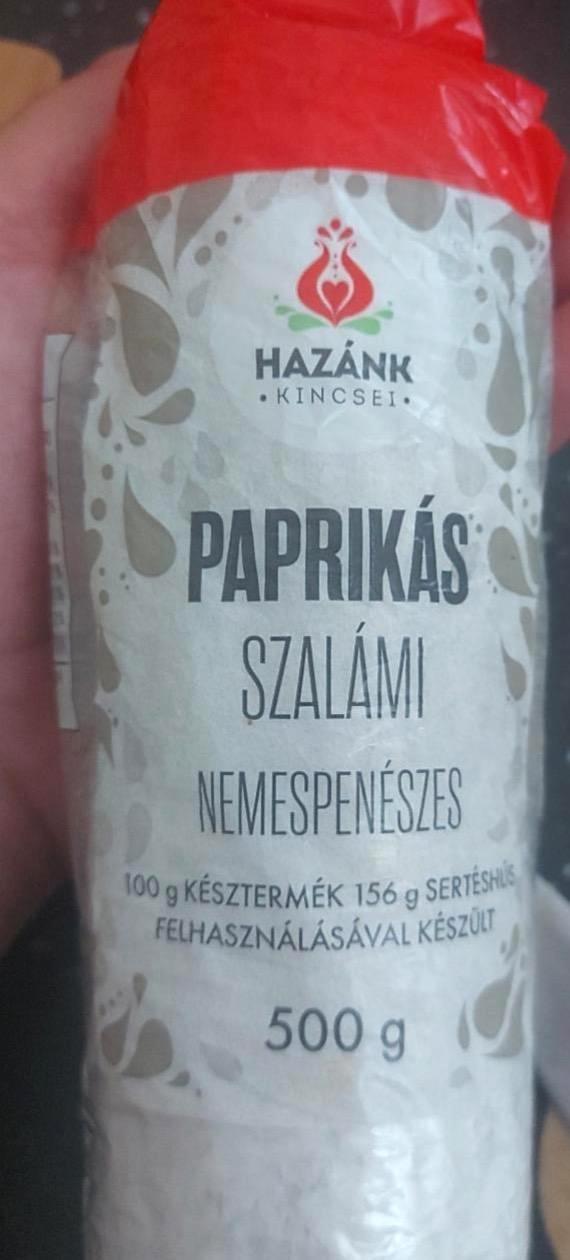 HAZÁNK
• KINCSEI •
PAPRIKÁS
SZALÁMI
NEMESPENÉSZES
100 g KÉSZTERMÉK 156 g SERTÉSHÚS
FELHASZNÁLÁSÁVAL KÉSZÜLT
500 g